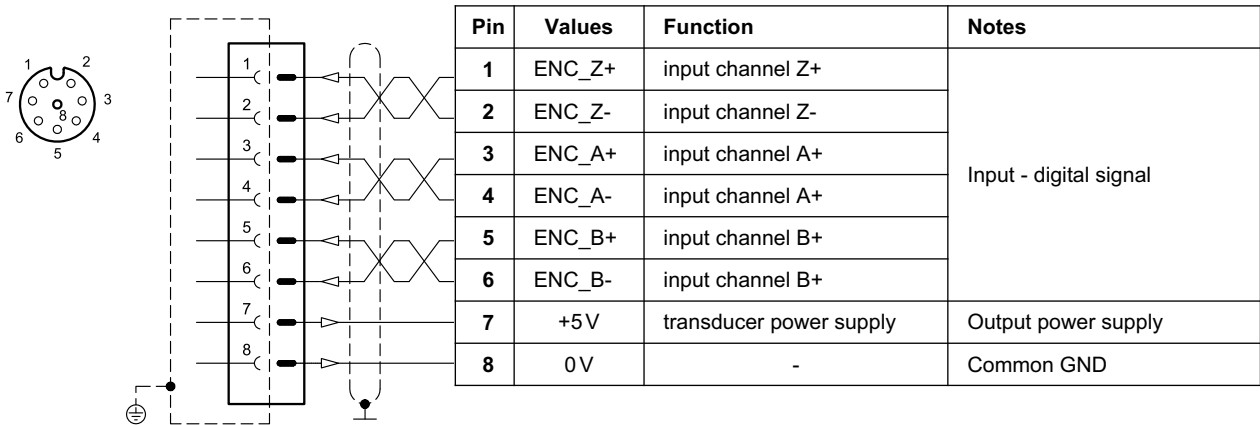 1 2
7 8 3
6 4
5
1
2
3
4
5
6
7
8
Pin Values Function Notes
1 ENC_Z+ input channel Z+
2 ENC_Z- input channel Z-
3 ENC_A+ input channel A+
Input - digital signal
4 ENC_A- input channel A+
5 ENC_B+ input channel B+
6 ENC_B- input channel B+
7 +5V transducer power supply Output power supply
8 0V - Common GND